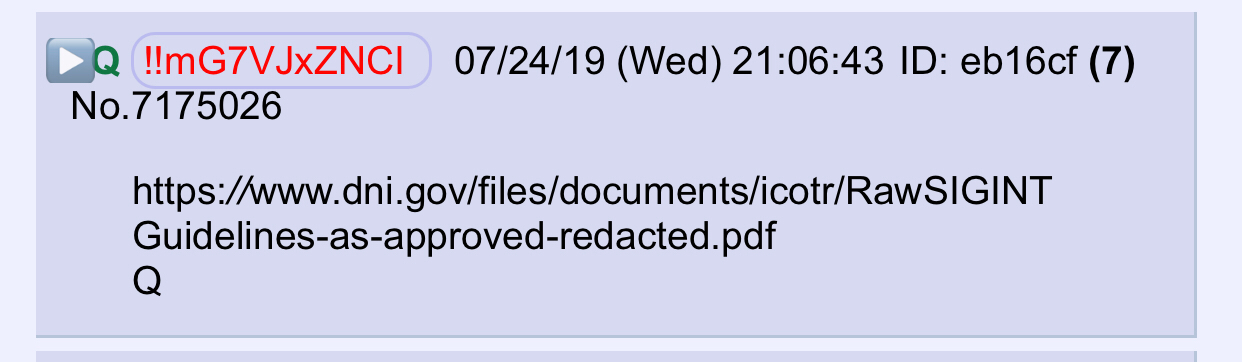 Q !!mG7VJxZNCI 07/24/19 (Wed) 21:06:43 ID: eb16cf (7)
No.7175026
https://www.dni.gov/files/documents/icotr/RawSIGINT
Guidelines-as-approved-redacted.pdf
Q